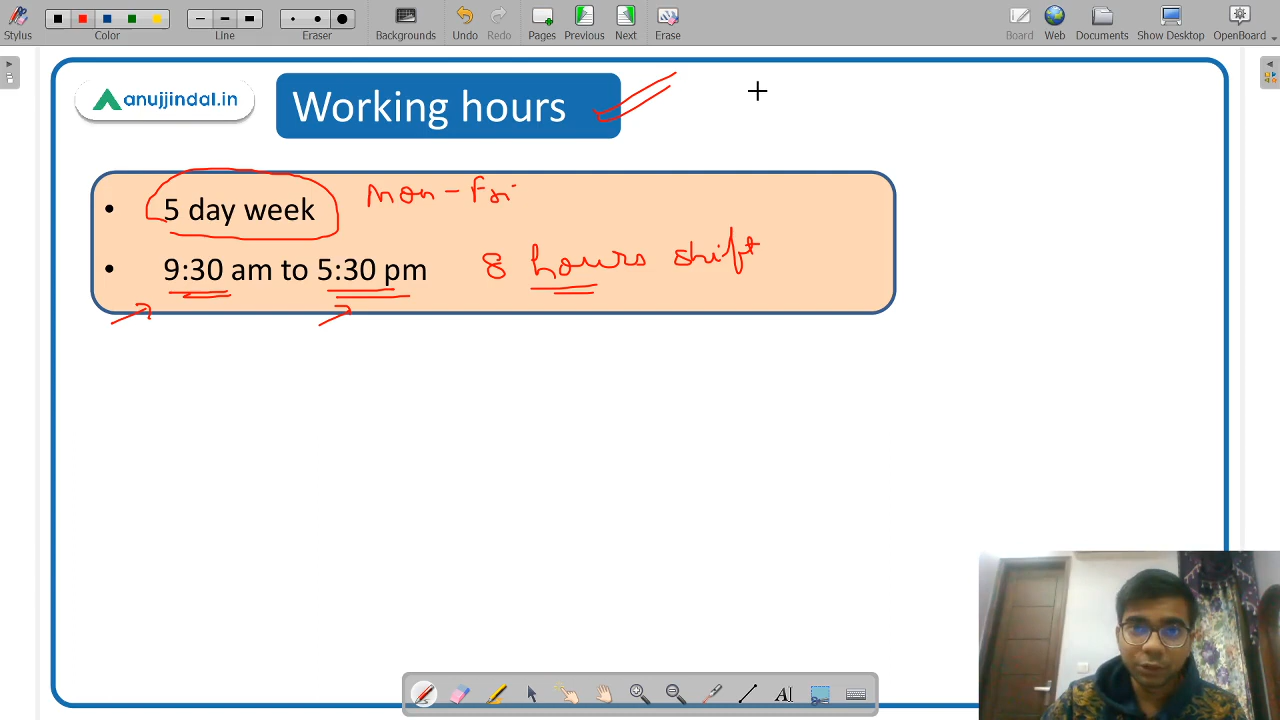 Stylus
Color
Line
Eraser
Backgrounds
Undo
Redo
Pages
Previous
Next
Erase
Board
Web
Documents
Show Desktop
OpenBoard
anujjindal.in
Working hours
• 5 day week Mon - Fri
• 9:30 am to 5:30 pm 8 hours shift